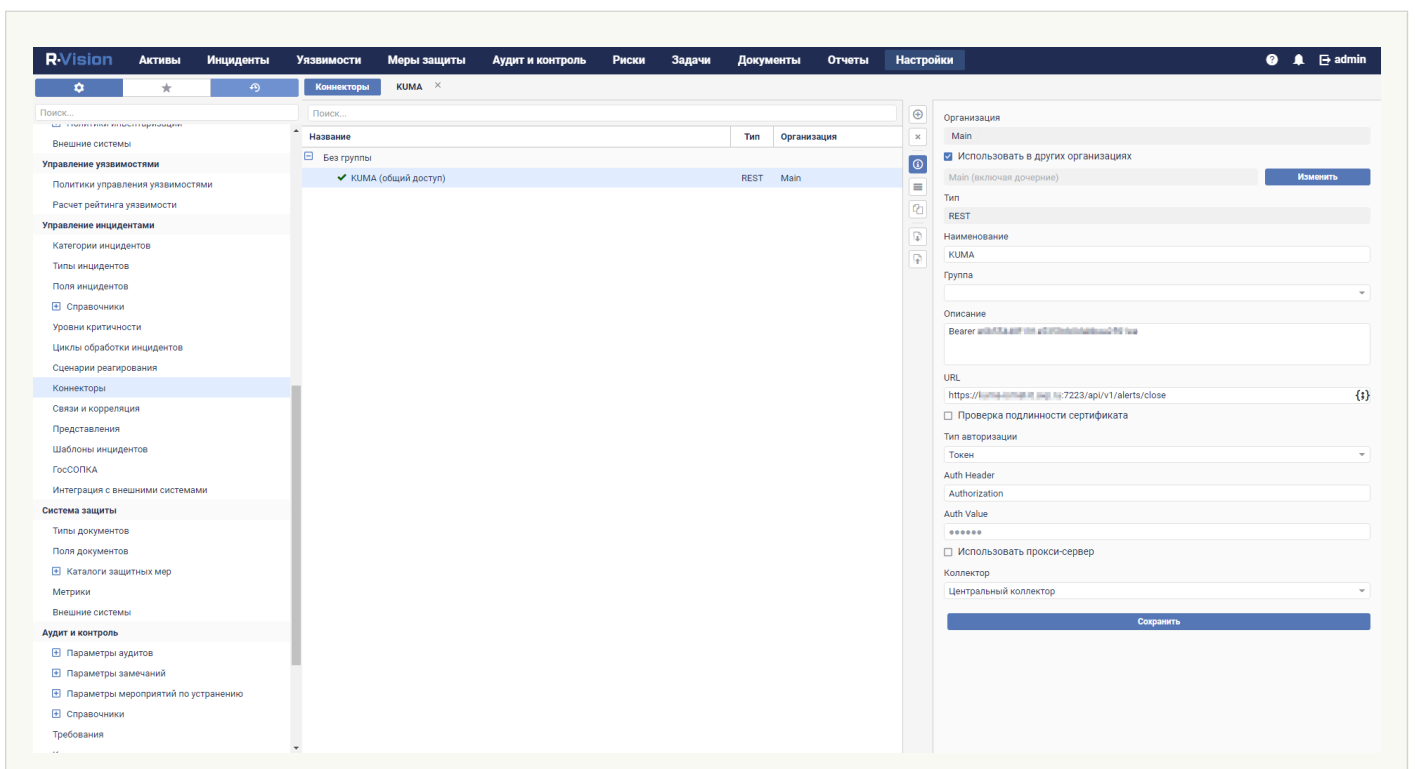 R·Vision Активы Инциденты Уязвимости Меры защиты Аудит и контроль Риски Задачи Документы Отчеты Настройки admin
Коннекторы KUMA
Поиск...
Внешние системы
Управление уязвимостями
Политики управления уязвимостями
Расчет рейтинга уязвимости
Управление инцидентами
Категории инцидентов
Типы инцидентов
Поля инцидентов
Справочники
Уровни критичности
Циклы обработки инцидентов
Сценарии реагирования
Коннекторы
Связи и корреляция
Представления
Шаблоны инцидентов
ГосСОПКА
Интеграция с внешними системами
Система защиты
Типы документов
Поля документов
Каталоги защитных мер
Метрики
Внешние системы
Аудит и контроль
Параметры аудитов
Параметры замечаний
Параметры мероприятий по устранению
Справочники
Требования
Поиск...
Название Тип Организация
Без группы
KUMA (общий доступ) REST Main
Организация
Main
Использовать в других организациях
Main (включая дочерние) Изменить
Тип
REST
Наименование
KUMA
Группа
Описание
Bearer
URL
https:// :7223/api/v1/alerts/close
Проверка подлинности сертификата
Тип авторизации
Токен
Auth Header
Authorization
Auth Value
Использовать прокси-сервер
Коллектор
Центральный коллектор
Сохранить